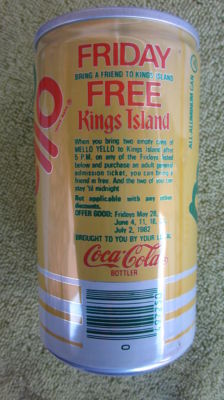 FRIDAY
BRING A FRIEND TO KINGS ISLAND
FREE
Kings Island
When you bring two empty cans of
MELLO YELLO to Kings Island after
5 P.M. on any of the Fridays listed
below and purchase an adult general
admission ticket, you can bring a
friend in free. And the two of you can
stay 'til midnight
Not applicable with any other
discounts.
OFFER GOOD: Fridays May 28,
June 4, 11, 18,
July 2, 1982
BROUGHT TO YOU BY YOUR LOCAL
Coca-Cola
BOTTLER
ALL ALUMINUM CAN
0